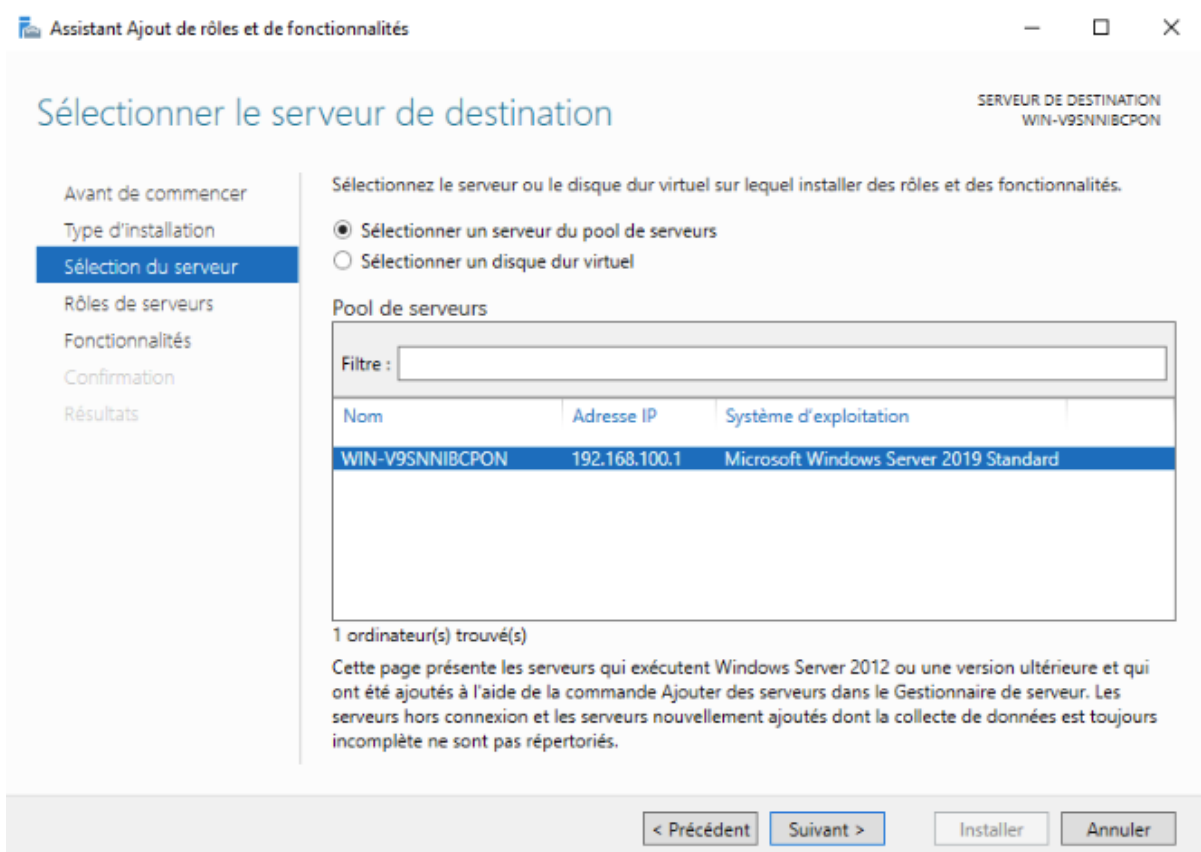 Assistant Ajout de rôles et de fonctionnalités
Sélectionner le serveur de destination
SERVEUR DE DESTINATION
WIN-V9SNNIBCPON
Avant de commencer
Type d'installation
Sélection du serveur
Rôles de serveurs
Fonctionnalités
Confirmation
Résultats
Sélectionnez le serveur ou le disque dur virtuel sur lequel installer des rôles et des fonctionnalités.
Sélectionner un serveur du pool de serveurs
Sélectionner un disque dur virtuel
Pool de serveurs
Filtre :
Nom Adresse IP Système d'exploitation
WIN-V9SNNIBCPON 192.168.100.1 Microsoft Windows Server 2019 Standard
1 ordinateur(s) trouvé(s)
Cette page présente les serveurs qui exécutent Windows Server 2012 ou une version ultérieure et qui
ont été ajoutés à l'aide de la commande Ajouter des serveurs dans le Gestionnaire de serveur. Les
serveurs hors connexion et les serveurs nouvellement ajoutés dont la collecte de données est toujours
incomplète ne sont pas répertoriés.
< Précédent Suivant > Installer Annuler